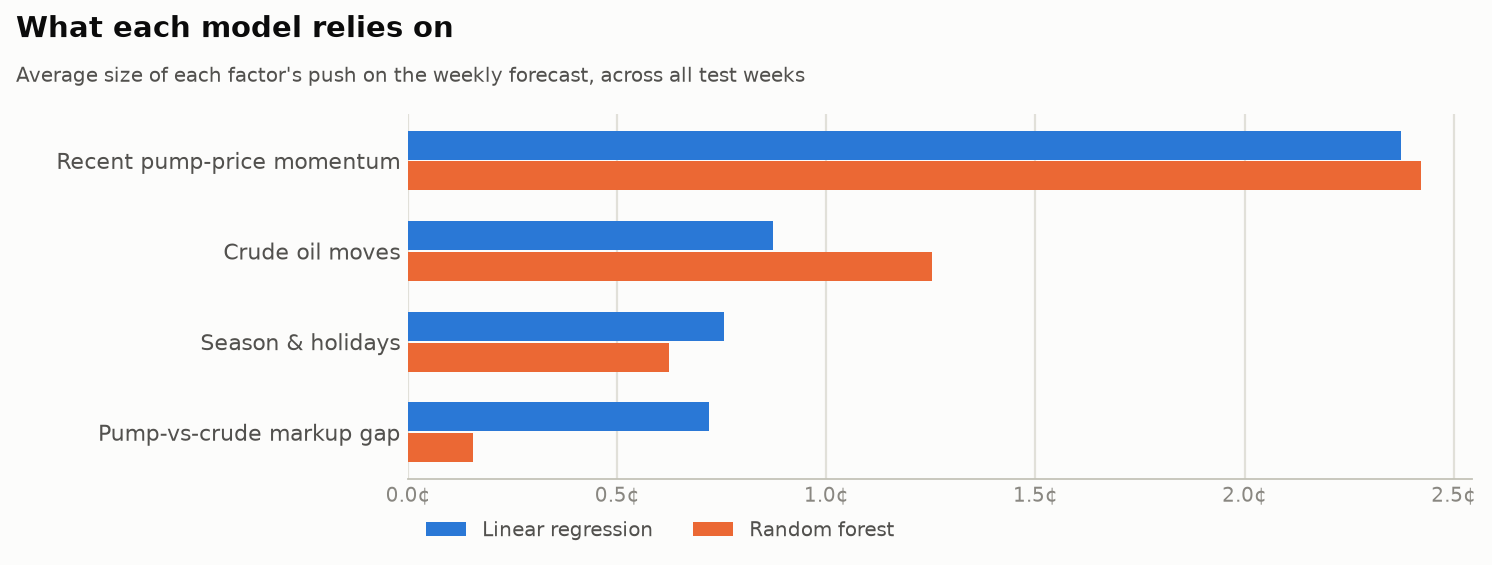 What each model relies on
Average size of each factor's push on the weekly forecast, across all test weeks
Recent pump-price momentum
Crude oil moves
Season & holidays
Pump-vs-crude markup gap
0.0¢ 0.5¢ 1.0¢ 1.5¢ 2.0¢ 2.5¢
Linear regression Random forest